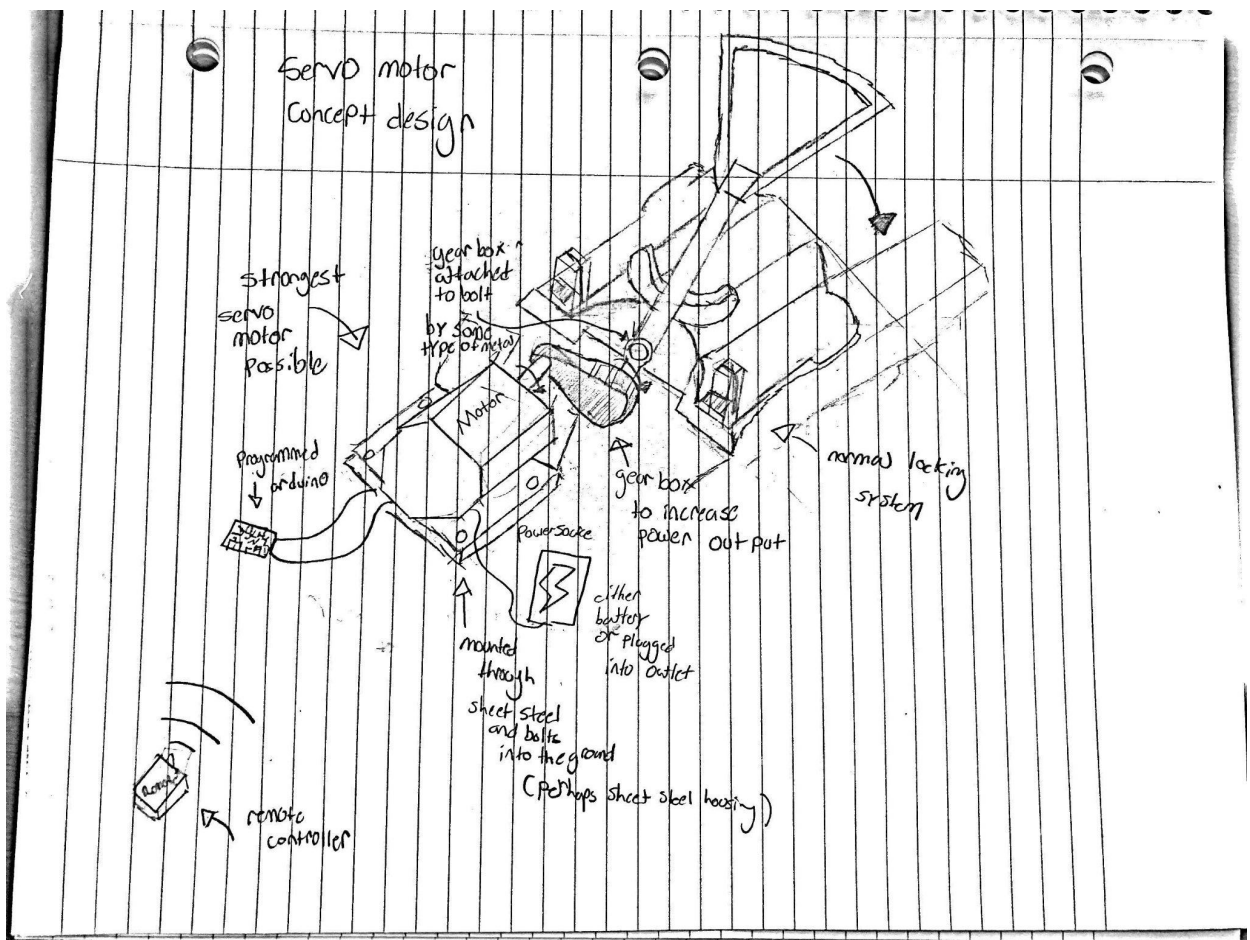 Servo motor
Concept design
strongest
servo
motor
possible
gear box
attached
to bolt
by some
type of metal
Motor
Programmed
arduino
normal locking
system
gear box
to increase
power output
Power Source
either
battery
or plugged
into outlet
mounted
through
sheet steel
and bolts
into the ground
(perhaps sheet steel housing)
Remote
remote
controller